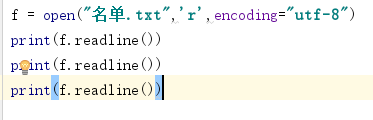 f = open("名单.txt",'r',encoding="utf-8")
print(f.readline())
print(f.readline())
print(f.readline())